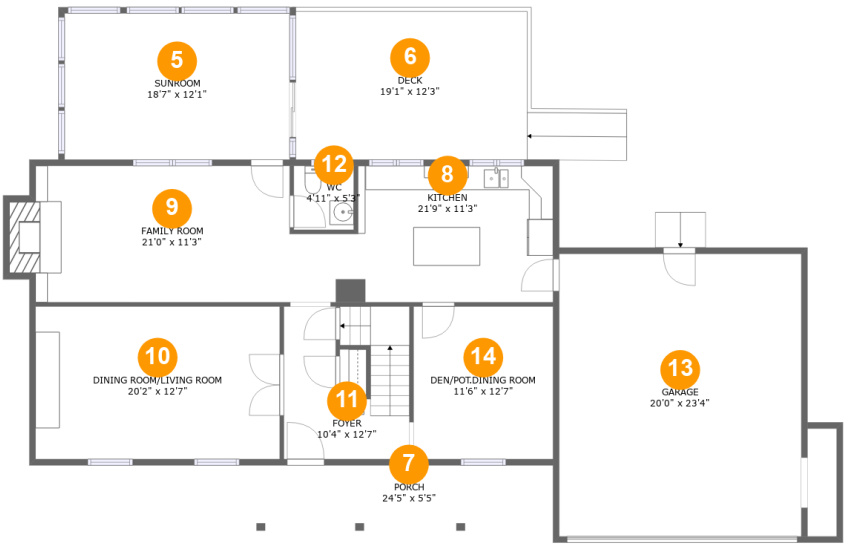 5
SUNROOM
18'7" x 12'1"
6
DECK
19'1" x 12'3"
12
WC
4'11" x 5'3"
8
KITCHEN
21'9" x 11'3"
9
FAMILY ROOM
21'0" x 11'3"
10
DINING ROOM/LIVING ROOM
20'2" x 12'7"
11
FOYER
10'4" x 12'7"
14
DEN/POT.DINING ROOM
11'6" x 12'7"
13
GARAGE
20'0" x 23'4"
7
PORCH
24'5" x 5'5"